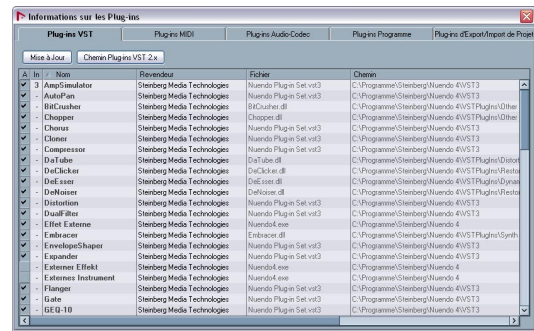 Informations sur les Plug-ins
Plug-ins VST Plug-ins MIDI Plug-ins Audio-Codec Plug-ins Programme Plug-ins d'Export/Import de Projet
Mise à Jour Chemin Plug-ins VST 2.x
A In Nom Revendeur Fichier Chemin
3 AmpSimulator Steinberg Media Technologies Nuendo Plug-in Set.vst3 C:\Programme\Steinberg\Nuendo 4\VST3
- AutoPan Steinberg Media Technologies Nuendo Plug-in Set.vst3 C:\Programme\Steinberg\Nuendo 4\VST3
- BitCrusher Steinberg Media Technologies BitCrusher.dll C:\Programme\Steinberg\Nuendo 4\VSTPlugIns\Other
- Chopper Steinberg Media Technologies Chopper.dll C:\Programme\Steinberg\Nuendo 4\VSTPlugIns\Other
- Chorus Steinberg Media Technologies Nuendo Plug-in Set.vst3 C:\Programme\Steinberg\Nuendo 4\VST3
- Cloner Steinberg Media Technologies Nuendo Plug-in Set.vst3 C:\Programme\Steinberg\Nuendo 4\VST3
- Compressor Steinberg Media Technologies Nuendo Plug-in Set.vst3 C:\Programme\Steinberg\Nuendo 4\VST3
- DaTube Steinberg Media Technologies DaTube.dll C:\Programme\Steinberg\Nuendo 4\VSTPlugIns\Distort
- DeClicker Steinberg Media Technologies DeClicker.dll C:\Programme\Steinberg\Nuendo 4\VSTPlugIns\Restor
- DeEsser Steinberg Media Technologies DeEsser.dll C:\Programme\Steinberg\Nuendo 4\VSTPlugIns\Dynan
- DeNoiser Steinberg Media Technologies DeNoiser.dll C:\Programme\Steinberg\Nuendo 4\VSTPlugIns\Restor
- Distortion Steinberg Media Technologies Nuendo Plug-in Set.vst3 C:\Programme\Steinberg\Nuendo 4\VST3
- DualFilter Steinberg Media Technologies Nuendo Plug-in Set.vst3 C:\Programme\Steinberg\Nuendo 4\VST3
- Effet Externe Steinberg Media Technologies Nuendo4.exe C:\Programme\Steinberg\Nuendo 4
- Embracer Steinberg Media Technologies Embracer.dll C:\Programme\Steinberg\Nuendo 4\VSTPlugIns\Synth
- EnvelopeShaper Steinberg Media Technologies Nuendo Plug-in Set.vst3 C:\Programme\Steinberg\Nuendo 4\VST3
- Expander Steinberg Media Technologies Nuendo Plug-in Set.vst3 C:\Programme\Steinberg\Nuendo 4\VST3
- Externer Effekt Steinberg Media Technologies Nuendo4.exe C:\Programme\Steinberg\Nuendo 4
- Externes Instrument Steinberg Media Technologies Nuendo4.exe C:\Programme\Steinberg\Nuendo 4
- Flanger Steinberg Media Technologies Nuendo Plug-in Set.vst3 C:\Programme\Steinberg\Nuendo 4\VST3
- Gate Steinberg Media Technologies Nuendo Plug-in Set.vst3 C:\Programme\Steinberg\Nuendo 4\VST3
- GEQ-10 Steinberg Media Technologies Nuendo Plug-in Set.vst3 C:\Programme\Steinberg\Nuendo 4\VST3